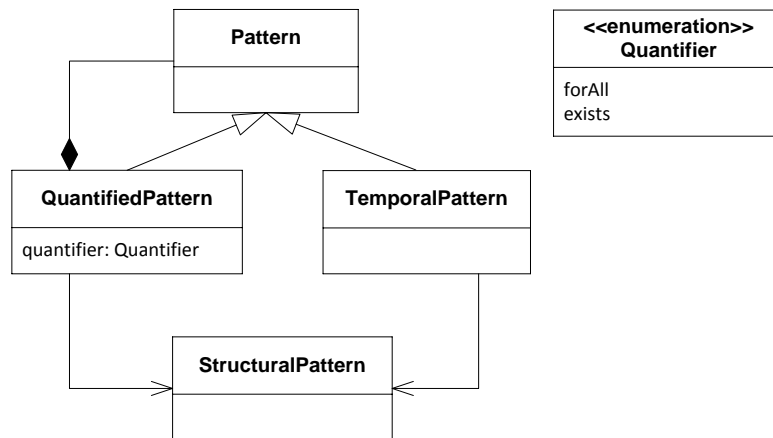 Pattern
<<enumeration>>
Quantifier
forAll
exists
QuantifiedPattern
quantifier: Quantifier
TemporalPattern
StructuralPattern